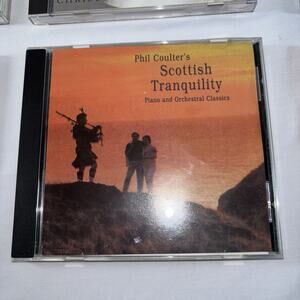 Phil Coulter's
Scottish
Tranquility
Piano and Orchestral Classics